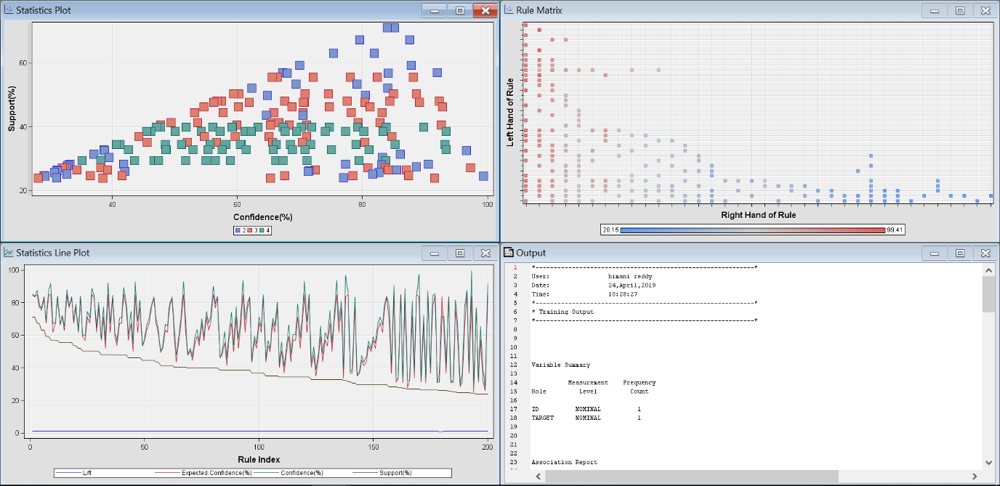 Statistics Plot
Support(%)
60
40
20
40 60 80 100
Confidence(%)
2 3 4
Rule Matrix
Left Hand of Rule
Right Hand of Rule
28.15 99.41
Statistics Line Plot
100
80
60
40
20
0
0 50 100 150 200
Rule Index
Lift Expected Confidence(%) Confidence(%) Support(%)
Output
1 *------------------------------------------------------------*
2 User: himani reddy
3 Date: 24,April,2019
4 Time: 10:28:27
5 *------------------------------------------------------------*
6 * Training Output
7 *------------------------------------------------------------*
8
9
10
11
12 Variable Summary
13
14 Measurement Frequency
15 Role Level Count
16
17 ID NOMINAL 1
18 TARGET NOMINAL 1
19
20
21
22
23 Association Report